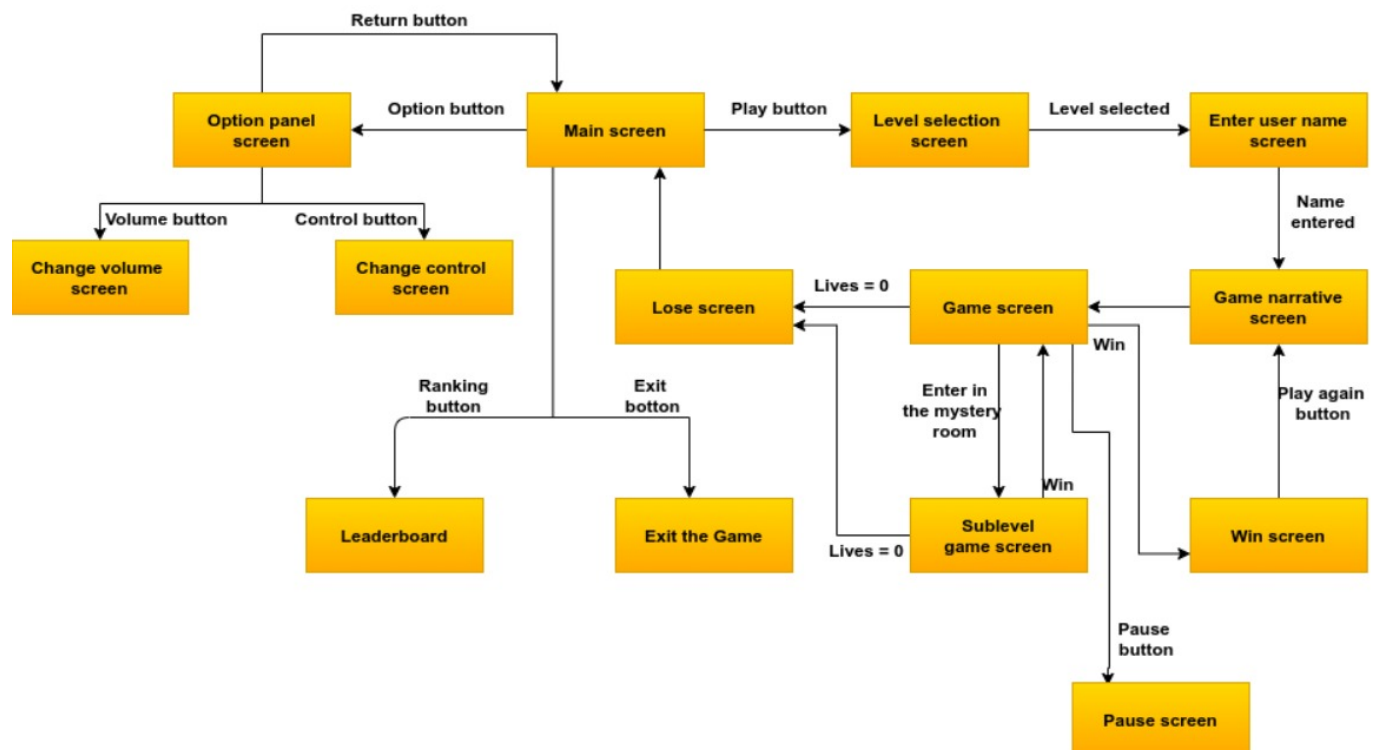 Return button
Option panel
screen
Option button
Main screen
Play button
Level selection
screen
Level selected
Enter user name
screen
Volume button
Control button
Name
entered
Change volume
screen
Change control
screen
Lose screen
Lives = 0
Game screen
Game narrative
screen
Win
Ranking
button
Exit
botton
Enter in
the mystery
room
Play again
button
Win
Leaderboard
Exit the Game
Lives = 0
Sublevel
game screen
Win screen
Pause
button
Pause screen